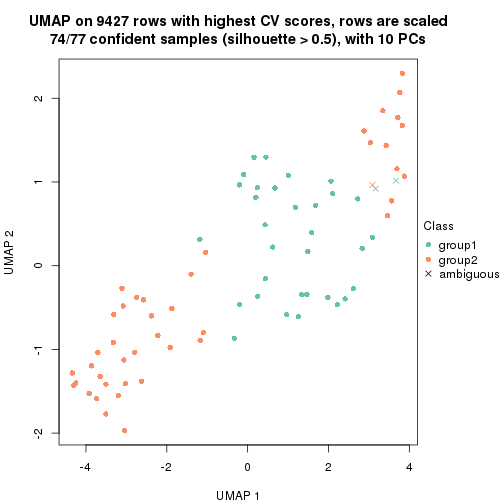 UMAP on 9427 rows with highest CV scores, rows are scaled
74/77 confident samples (silhouette > 0.5), with 10 PCs
2
1
0
-1
-2
UMAP 2
-4
-2
0
2
4
UMAP 1
Class
group1
group2
ambiguous